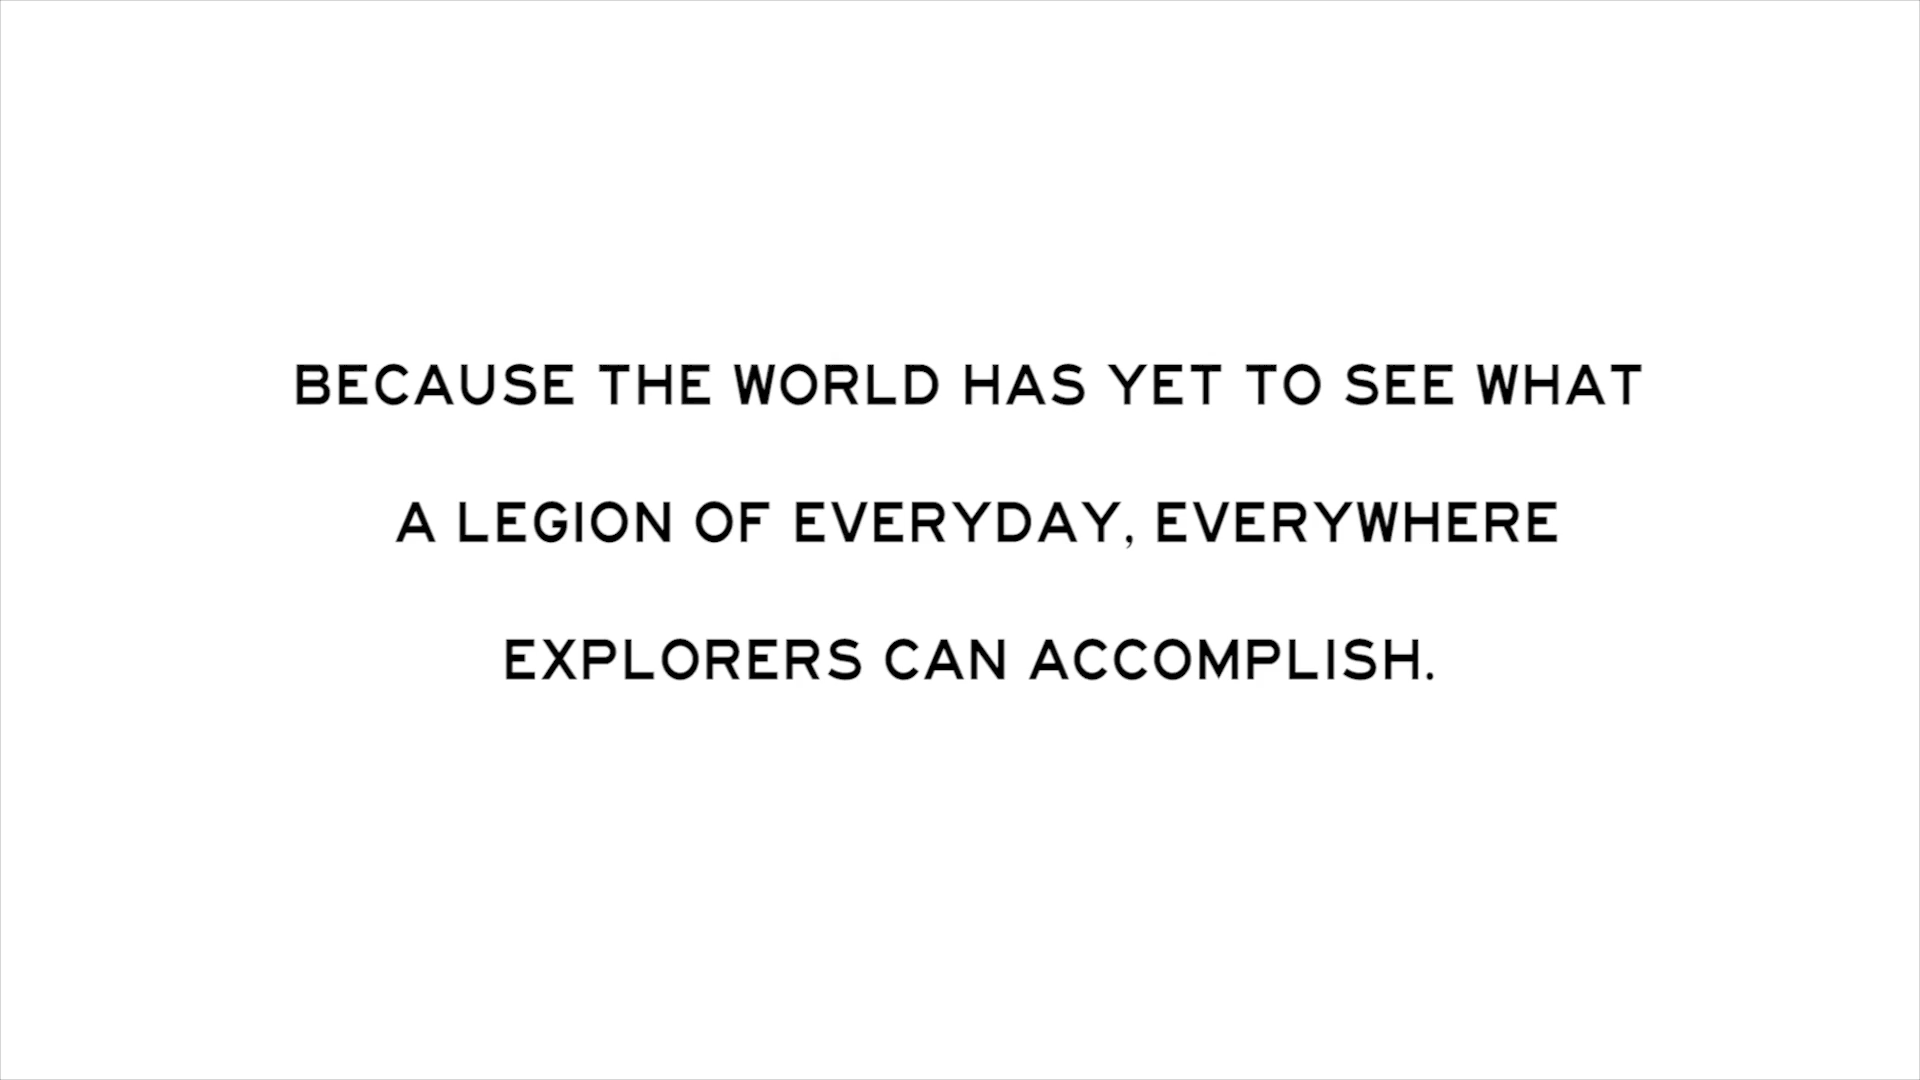 BECAUSE THE WORLD HAS YET TO SEE WHAT
A LEGION OF EVERYDAY, EVERYWHERE
EXPLORERS CAN ACCOMPLISH.